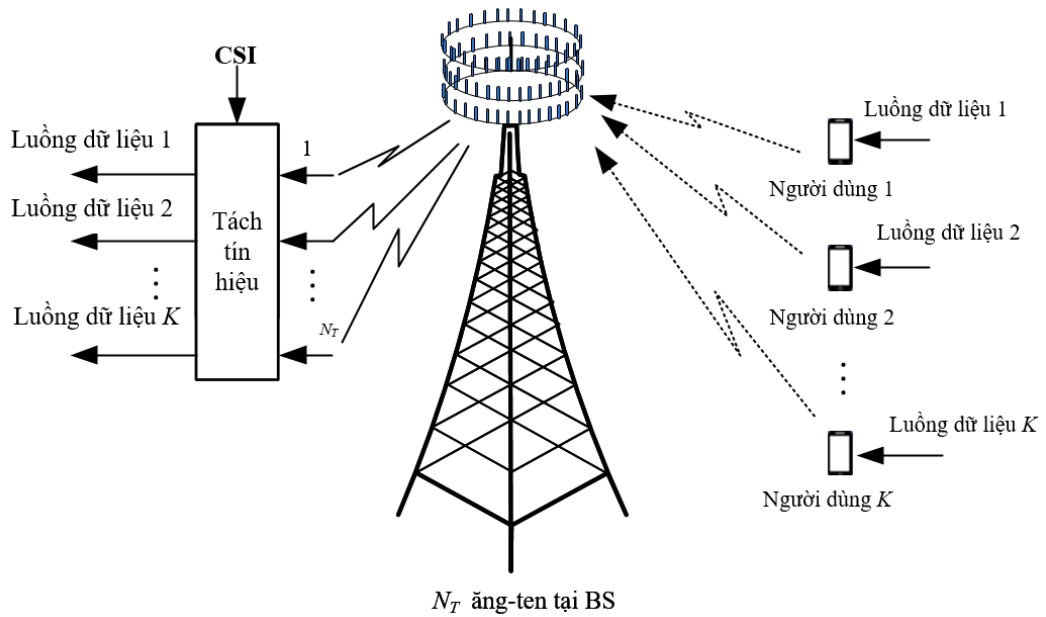 CSI
Luồng dữ liệu 1
Luồng dữ liệu 2
⋮
Luồng dữ liệu K
Tách
tín
hiệu
1
⋮
N_T
Luồng dữ liệu 1
Người dùng 1
Luồng dữ liệu 2
Người dùng 2
⋮
Luồng dữ liệu K
Người dùng K
N_T ăng-ten tại BS